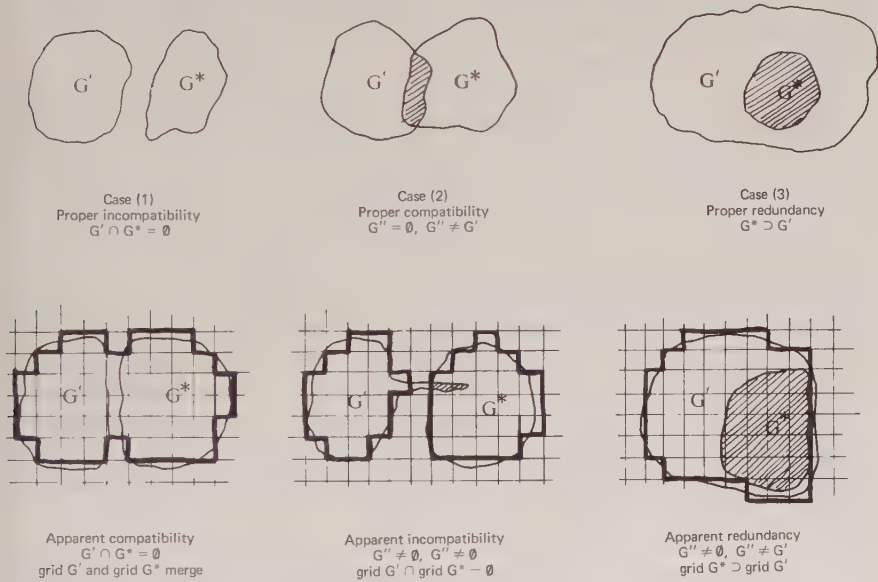 G′
G*
G′
G*
G′
G*
Case (1)
Proper incompatibility
G′ ∩ G* = Ø
Case (2)
Proper compatibility
G″ = Ø, G″ ≠ G′
Case (3)
Proper redundancy
G* ⊃ G′
G′
G*
G′
G*
G′
G*
Apparent compatibility
G′ ∩ G* = Ø
grid G′ and grid G* merge
Apparent incompatibility
G″ ≠ Ø, G″ ≠ Ø
grid G′ ∩ grid G* − Ø
Apparent redundancy
G″ ≠ Ø, G″ ≠ G′
grid G* ⊃ grid G′